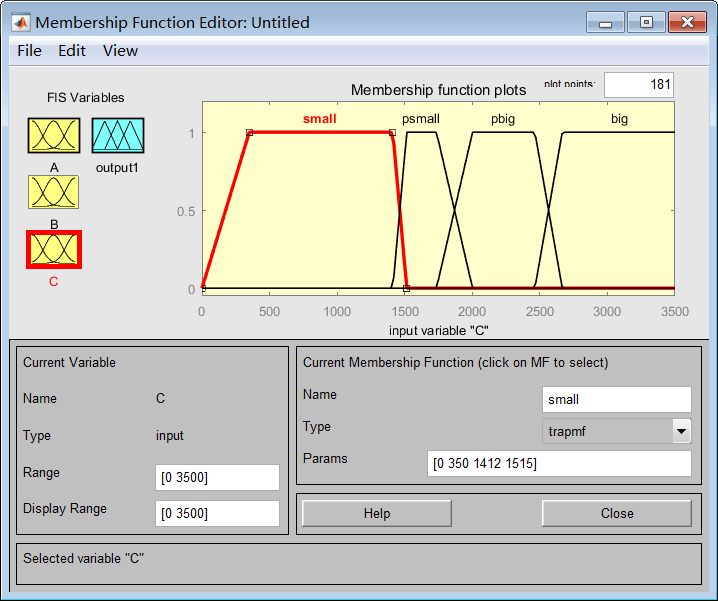 Membership Function Editor: Untitled
File Edit View
FIS Variables
A
output1
B
C
Membership function plots
plot points:
181
small
psmall
pbig
big
1
0.5
0
0 500 1000 1500 2000 2500 3000 3500
input variable "C"
Current Variable
Name C
Type input
Range [0 3500]
Display Range [0 3500]
Current Membership Function (click on MF to select)
Name small
Type trapmf
Params [0 350 1412 1515]
Help Close
Selected variable "C"